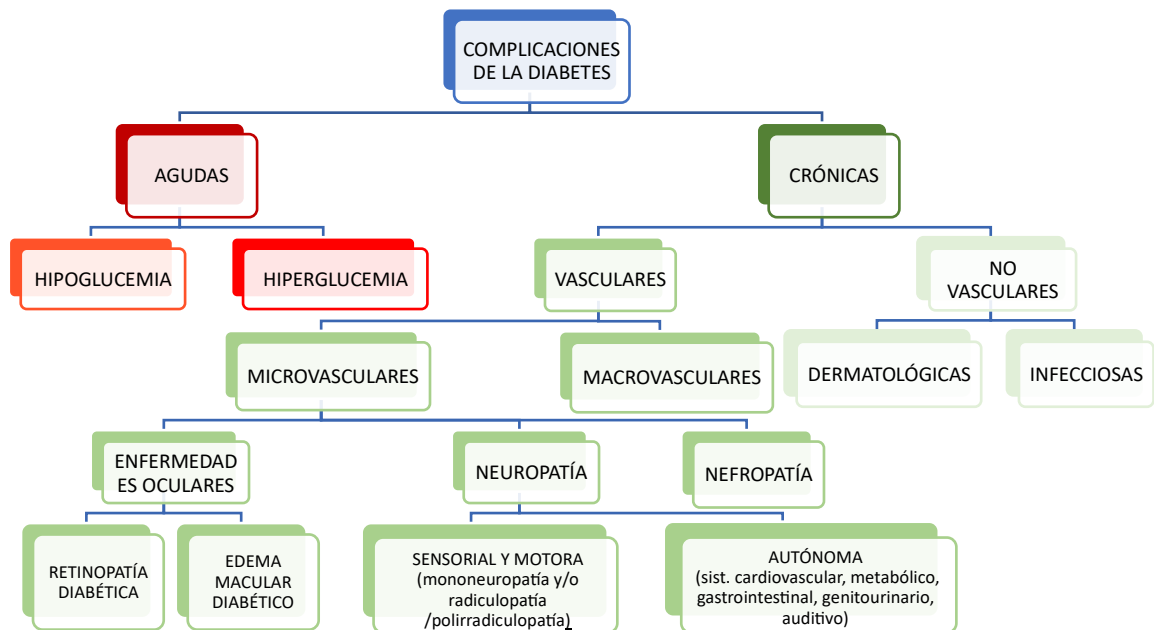 COMPLICACIONES
DE LA DIABETES
AGUDAS
CRÓNICAS
HIPOGLUCEMIA
HIPERGLUCEMIA
VASCULARES
NO
VASCULARES
MICROVASCULARES
MACROVASCULARES
DERMATOLÓGICAS
INFECCIOSAS
ENFERMEDAD
ES OCULARES
NEUROPATÍA
NEFROPATÍA
RETINOPATÍA
DIABÉTICA
EDEMA
MACULAR
DIABÉTICO
SENSORIAL Y MOTORA
(mononeuropatía y/o
radiculopatía
/polirradiculopatía)
AUTÓNOMA
(sist. cardiovascular, metabólico,
gastrointestinal, genitourinario,
auditivo)